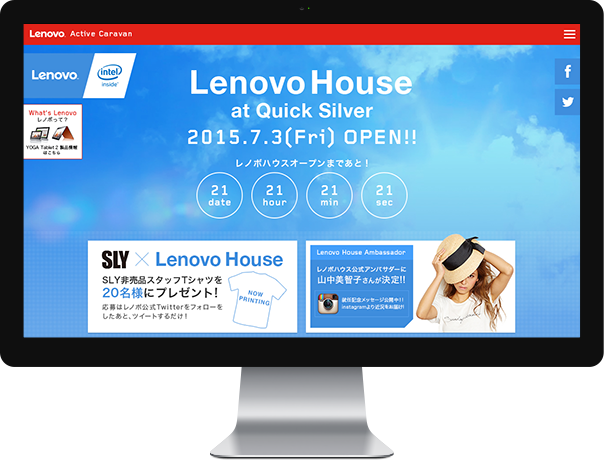 Lenovo. Active Caravan
Lenovo.
intel
inside
What's Lenovo
レノボって?
YOGA Tablet 2 製品情報
はこちら
Lenovo House
at Quick Silver
2015.7.3(Fri) OPEN!!
レノボハウスオープンまであと!
21 date
21 hour
21 min
21 sec
SLY × Lenovo House
SLY非売品スタッフTシャツを
20名様にプレゼント!
応募はレノボ公式Twitterをフォローを
したあと、ツイートするだけ!
NOW
PRINTING
Lenovo House Ambassador
レノボハウス公式アンバサダーに
山中美智子さんが決定!!
就任記念メッセージ公開中!!
Instagramより近況をお届け!